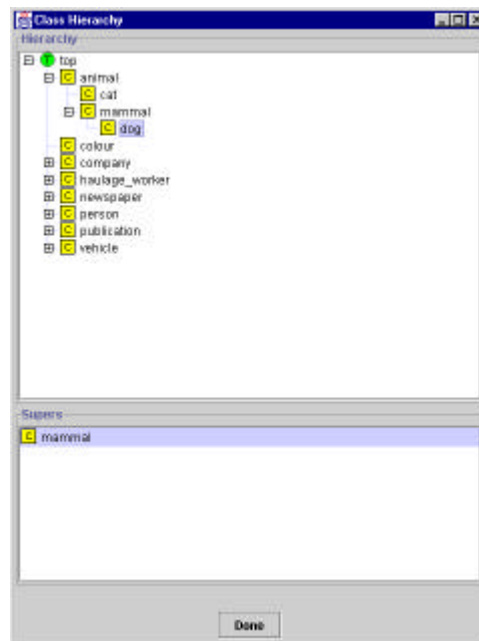 Class Hierarchy
Hierarchy
T top
C animal
C cat
C mammal
C dog
C colour
C company
C haulage_worker
C newspaper
C person
C publication
C vehicle
Supers
C mammal
Done